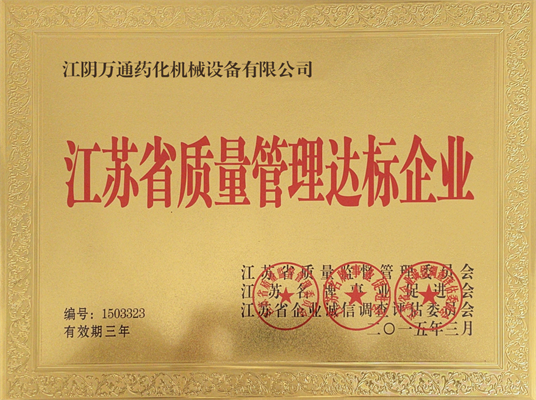 江阴万通药化机械设备有限公司
江苏省质量管理达标企业
江苏省质量监督管理委员会
江苏名牌事业促进会
江苏省企业诚信调查评估委员会
编号：1503323
有效期三年
二〇一五年三月